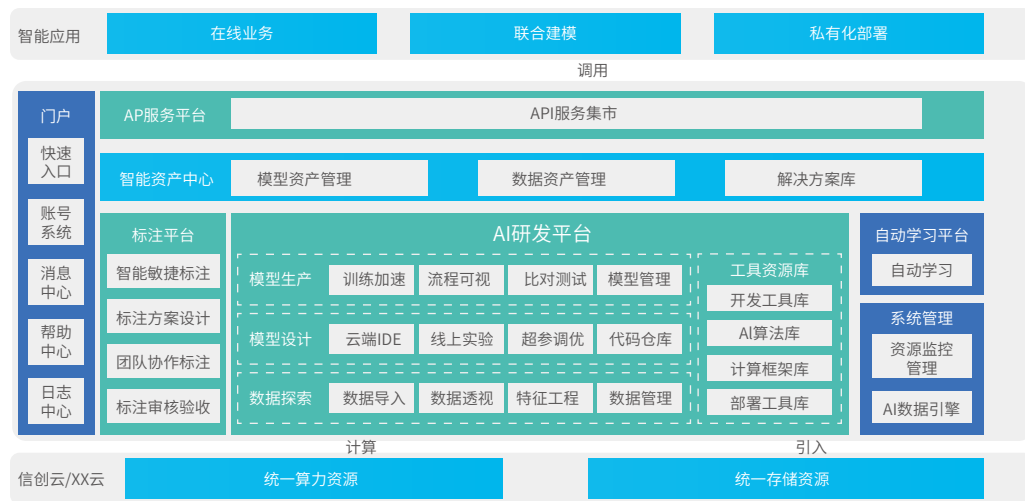 智能应用
在线业务
联合建模
私有化部署
调用
门户
快速
入口
账号
系统
消息
中心
帮助
中心
日志
中心
AP服务平台
API服务集市
智能资产中心
模型资产管理
数据资产管理
解决方案库
标注平台
智能敏捷标注
标注方案设计
团队协作标注
标注审核验收
AI研发平台
模型生产
训练加速
流程可视
比对测试
模型管理
模型设计
云端IDE
线上实验
超参调优
代码仓库
数据探索
数据导入
数据透视
特征工程
数据管理
工具资源库
开发工具库
AI算法库
计算框架库
部署工具库
自动学习平台
自动学习
系统管理
资源监控
管理
AI数据引擎
计算
引入
信创云/XX云
统一算力资源
统一存储资源